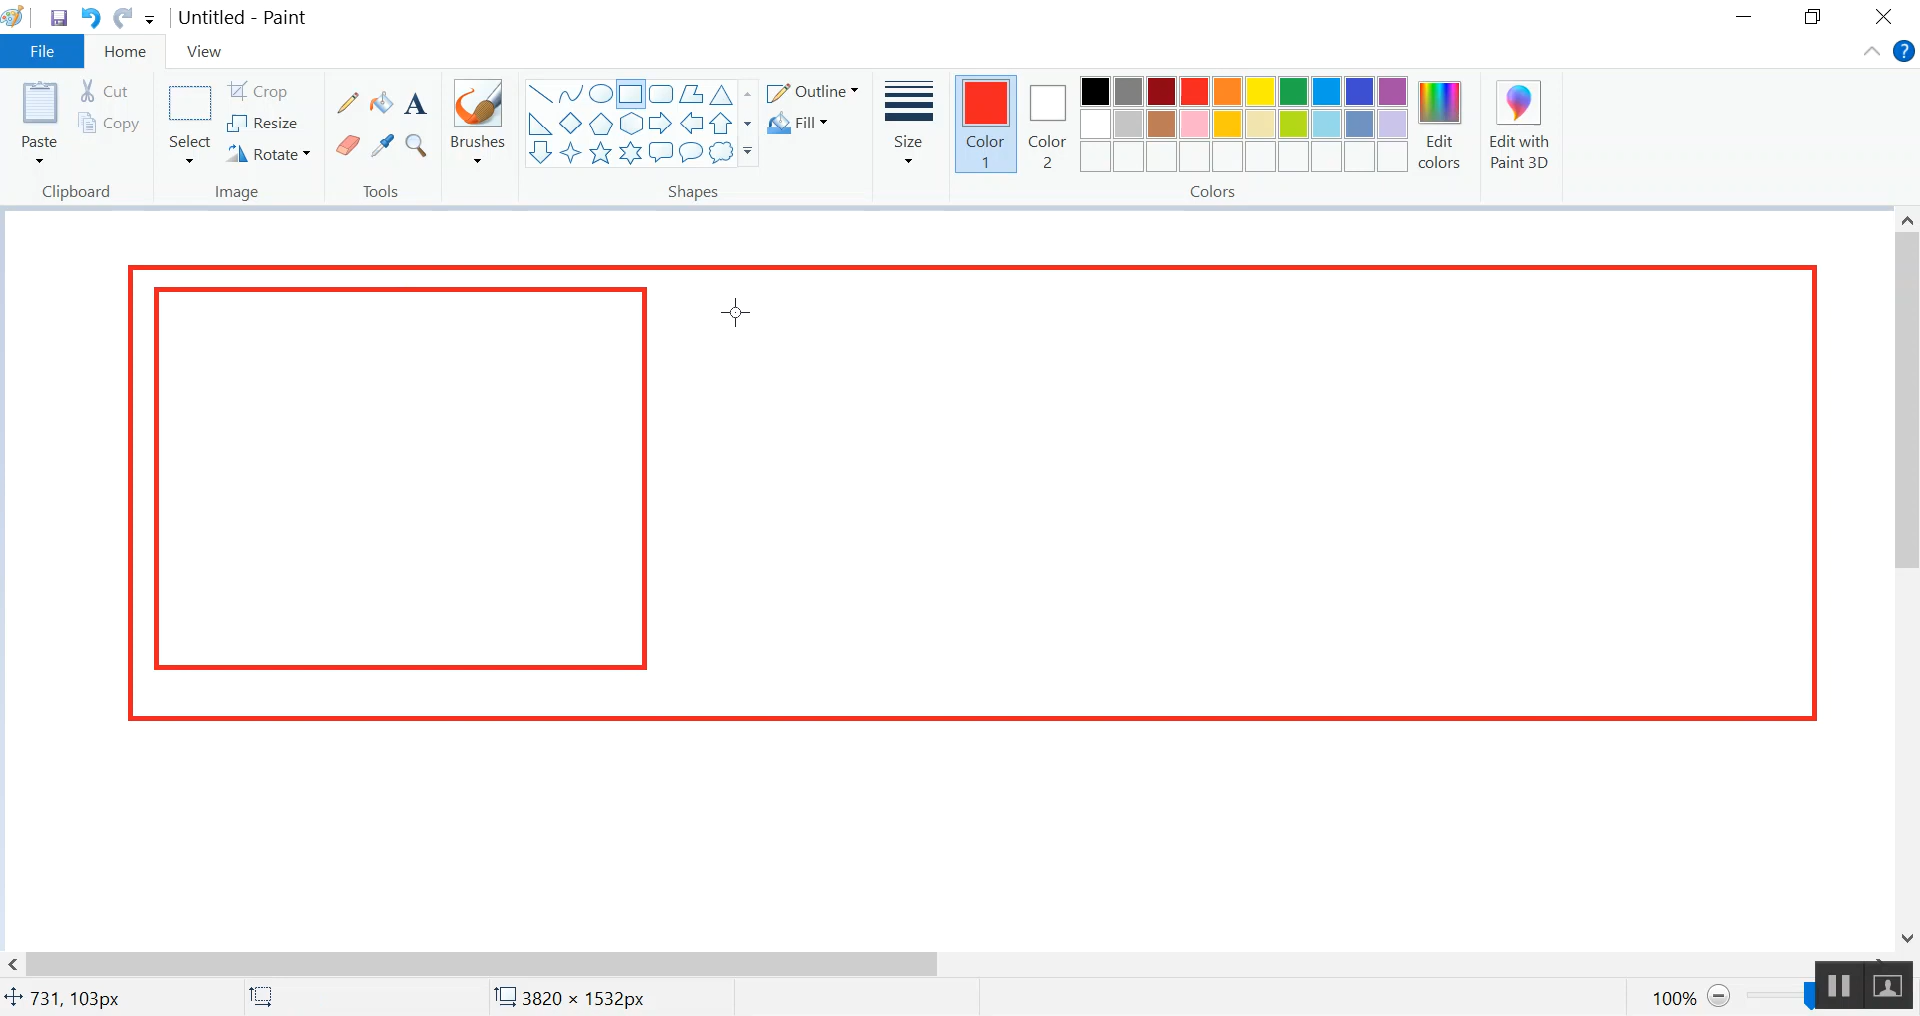 Untitled - Paint
File Home View
Paste Cut Copy
Clipboard
Select Crop Resize Rotate
Image
A
Tools
Brushes
Shapes
Outline
Fill
Size
Color 1
Color 2
Colors
Edit colors
Edit with Paint 3D
?
731, 103px
3820 × 1532px
100%